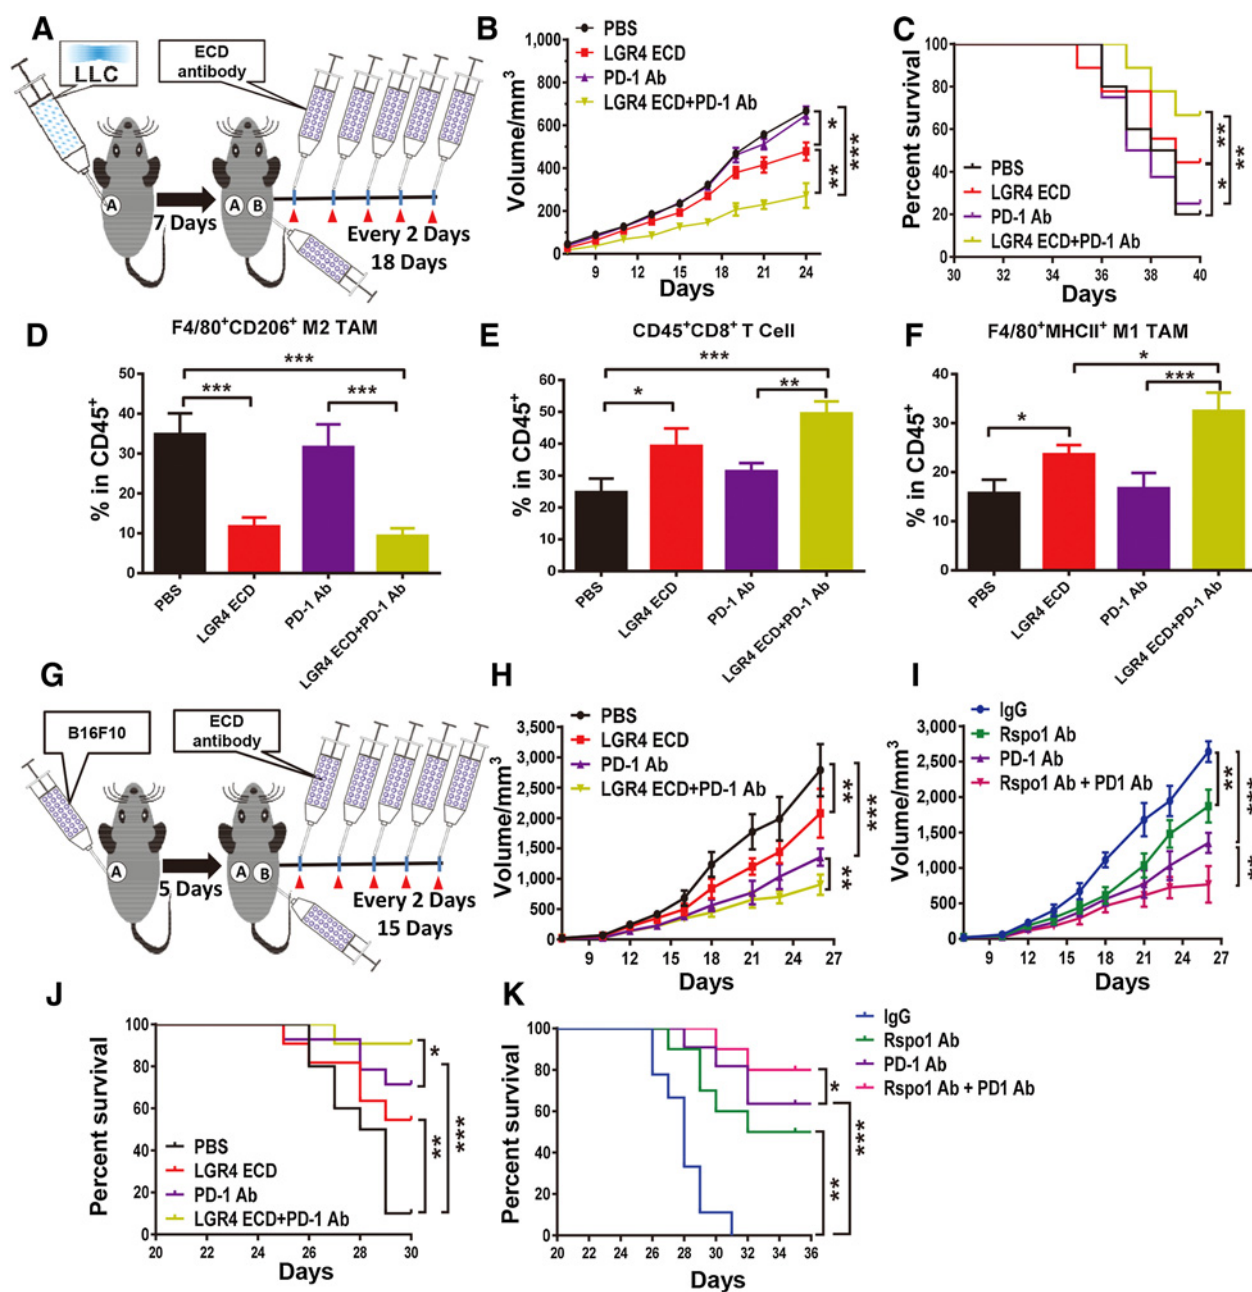 A
LLC
ECD
antibody
A
A B
7 Days
Every 2 Days
18 Days
B
PBS
LGR4 ECD
PD-1 Ab
LGR4 ECD+PD-1 Ab
1,000
800
600
400
200
0
Volume/mm³
9 12 15 18 21 24
Days
*
**
***
C
100
80
60
40
20
0
Percent survival
PBS
LGR4 ECD
PD-1 Ab
LGR4 ECD+PD-1 Ab
30 32 34 36 38 40
Days
**
*
**
D
F4/80⁺CD206⁺ M2 TAM
***
***
***
50
40
30
20
10
0
% in CD45⁺
PBS
LGR4 ECD
PD-1 Ab
LGR4 ECD+PD-1 Ab
E
CD45⁺CD8⁺ T Cell
***
*
**
60
50
40
30
20
10
0
% in CD45⁺
PBS
LGR4 ECD
PD-1 Ab
LGR4 ECD+PD-1 Ab
F
F4/80⁺MHCII⁺ M1 TAM
*
***
*
40
30
20
10
0
% in CD45⁺
PBS
LGR4 ECD
PD-1 Ab
LGR4 ECD+PD-1 Ab
G
B16F10
ECD
antibody
A
A B
5 Days
Every 2 Days
15 Days
H
PBS
LGR4 ECD
PD-1 Ab
LGR4 ECD+PD-1 Ab
3,500
3,000
2,500
2,000
1,500
1,000
500
0
Volume/mm³
9 12 15 18 21 24 27
Days
**
***
**
I
IgG
Rspo1 Ab
PD-1 Ab
Rspo1 Ab + PD1 Ab
3,000
2,500
2,000
1,500
1,000
500
0
Volume/mm³
9 12 15 18 21 24 27
Days
**
***
**
J
100
80
60
40
20
0
Percent survival
PBS
LGR4 ECD
PD-1 Ab
LGR4 ECD+PD-1 Ab
20 22 24 26 28 30
Days
*
**
***
K
IgG
Rspo1 Ab
PD-1 Ab
Rspo1 Ab + PD1 Ab
100
80
60
40
20
0
Percent survival
20 22 24 26 28 30 32 34 36
Days
*
**
***